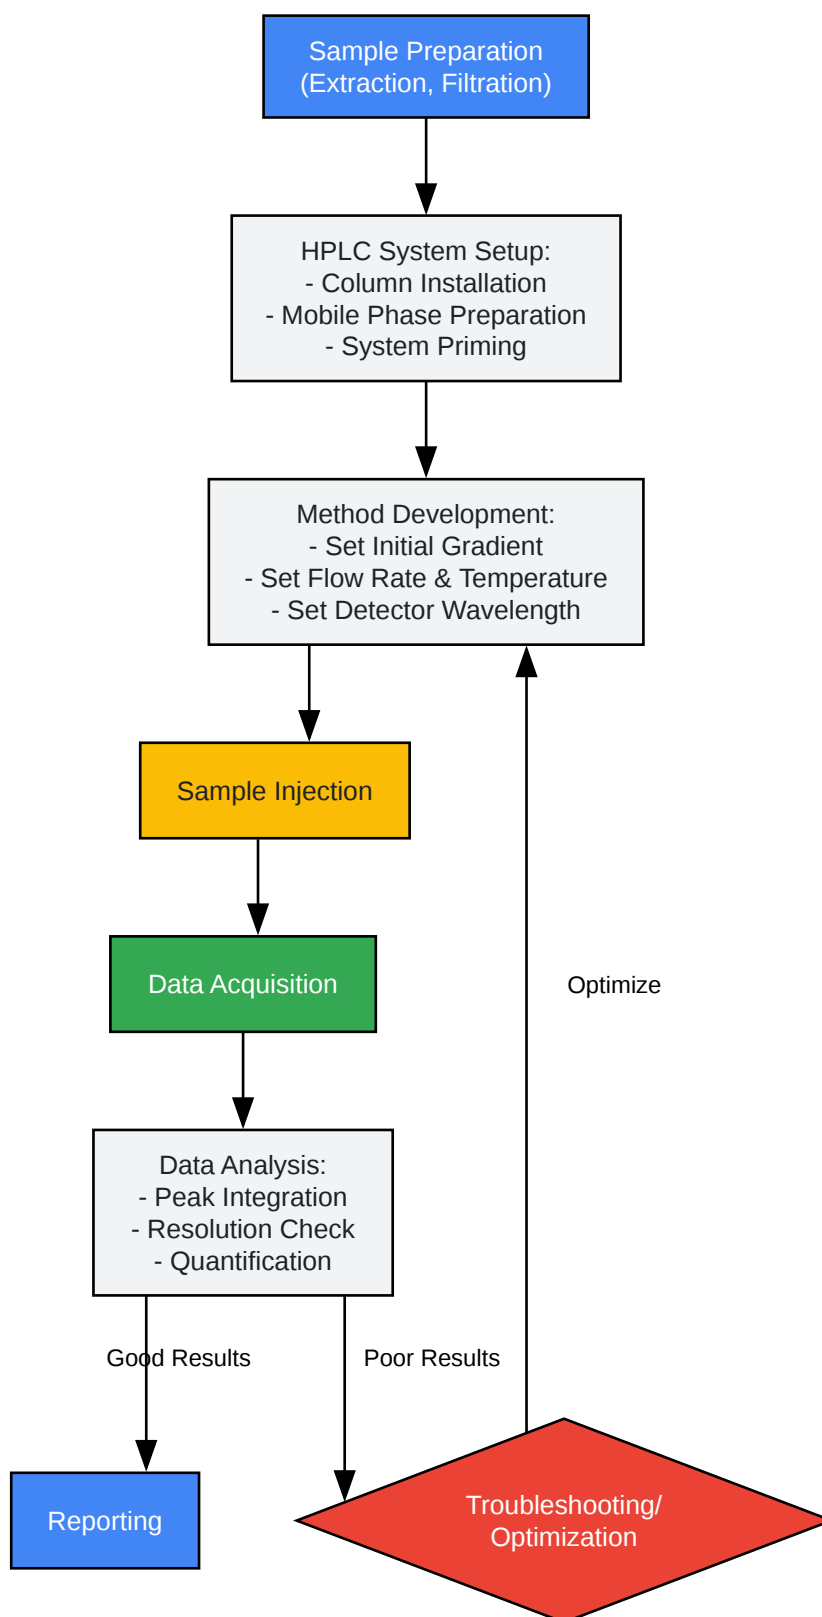 Sample Preparation
(Extraction, Filtration)
HPLC System Setup:
- Column Installation
- Mobile Phase Preparation
- System Priming
Method Development:
- Set Initial Gradient
- Set Flow Rate & Temperature
- Set Detector Wavelength
Sample Injection
Data Acquisition
Optimize
Data Analysis:
- Peak Integration
- Resolution Check
- Quantification
Good Results
Poor Results
Reporting
Troubleshooting/
Optimization